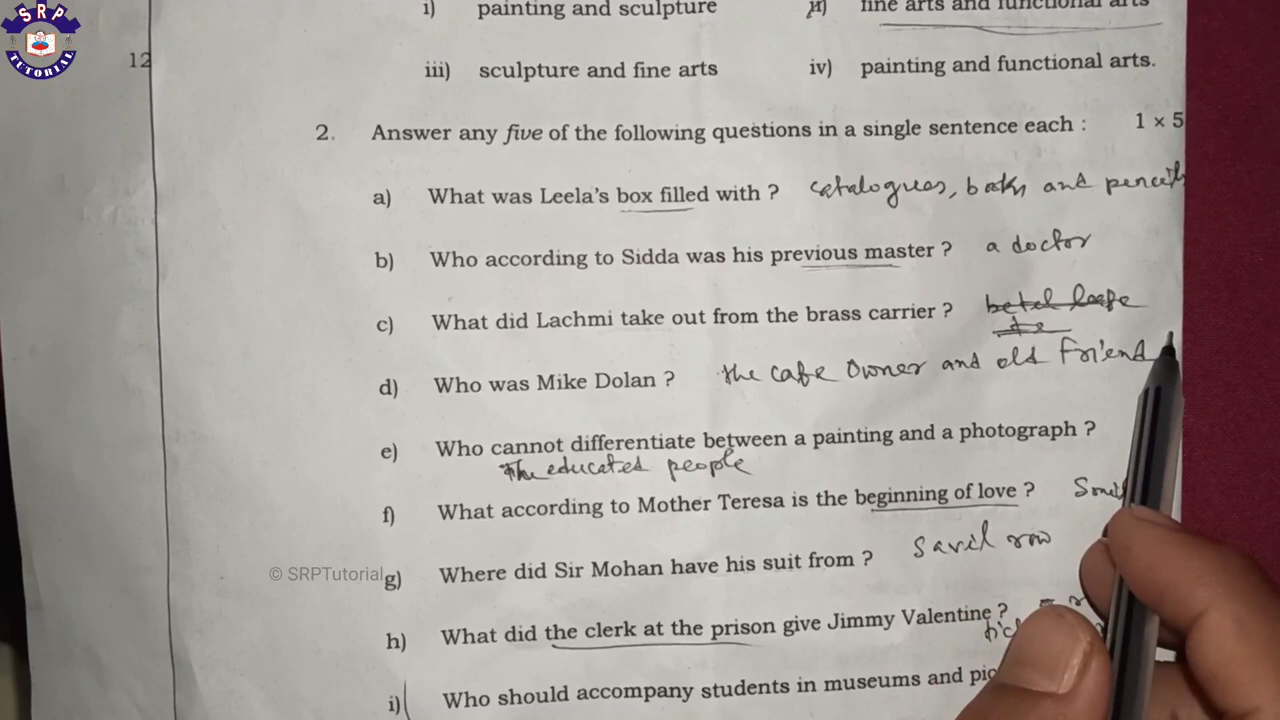 SRP
TUTORIAL
12
i) painting and sculpture ii) fine arts and functional arts
iii) sculpture and fine arts iv) painting and functional arts.
2. Answer any five of the following questions in a single sentence each : 1 × 5
a) What was Leela's box filled with ? catalogues, books and pencils
b) Who according to Sidda was his previous master ? a doctor
c) What did Lachmi take out from the brass carrier ? betel
d) Who was Mike Dolan ? the cafe owner and old Friend
e) Who cannot differentiate between a painting and a photograph ?
The educated people
f) What according to Mother Teresa is the beginning of love ?
g) Where did Sir Mohan have his suit from ? Savil row
© SRPTutorial
h) What did the clerk at the prison give Jimmy Valentine ?
i) Who should accompany students in museums and